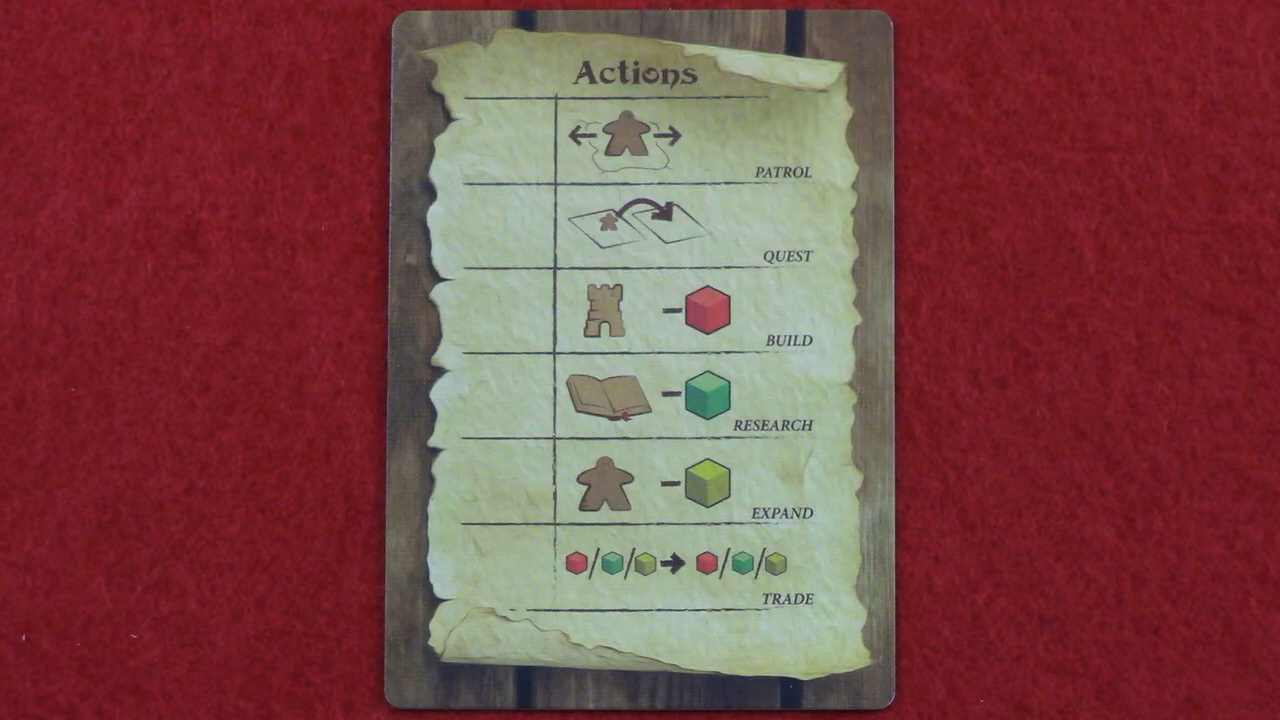 Actions
PATROL
QUEST
BUILD
RESEARCH
EXPAND
TRADE